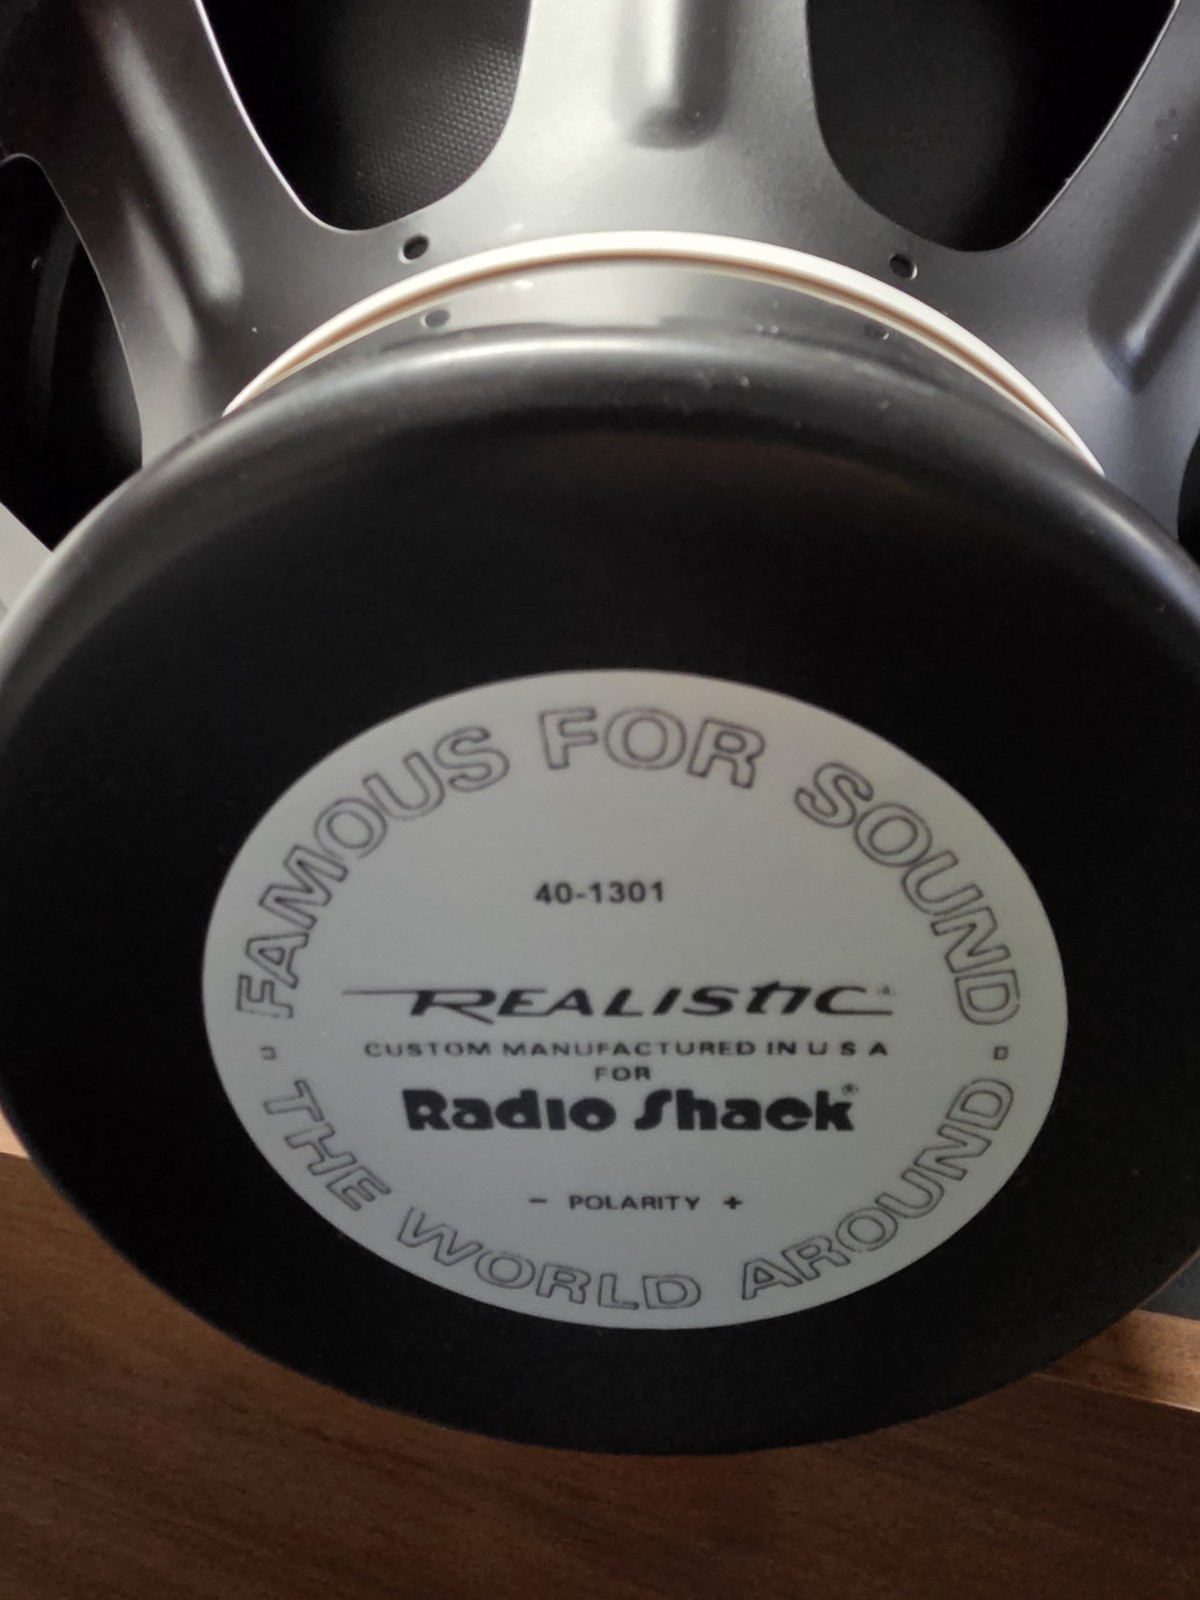 FAMOUS FOR SOUND
40-1301
REALISTIC
CUSTOM MANUFACTURED IN U S A
FOR
Radio Shack®
- POLARITY +
THE WORLD AROUND